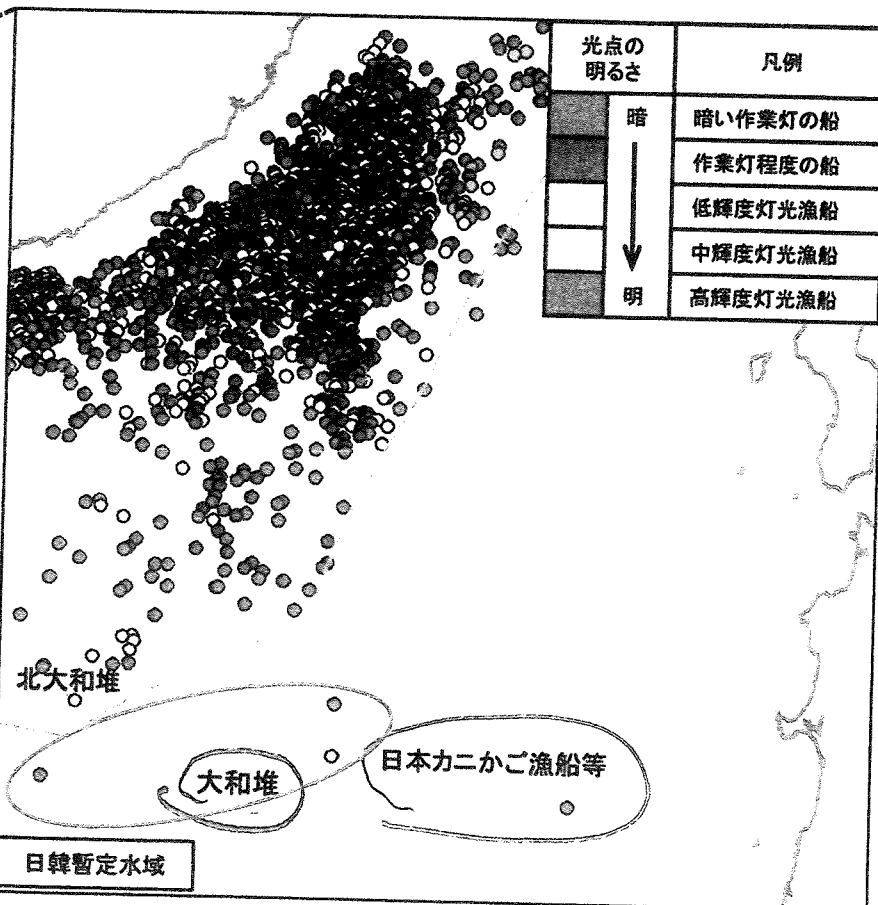 光点の
明るさ
凡例
暗
暗い作業灯の船
作業灯程度の船
低輝度灯光漁船
中輝度灯光漁船
明
高輝度灯光漁船
北大和堆
大和堆
日本カニかご漁船等
日韓暫定水域